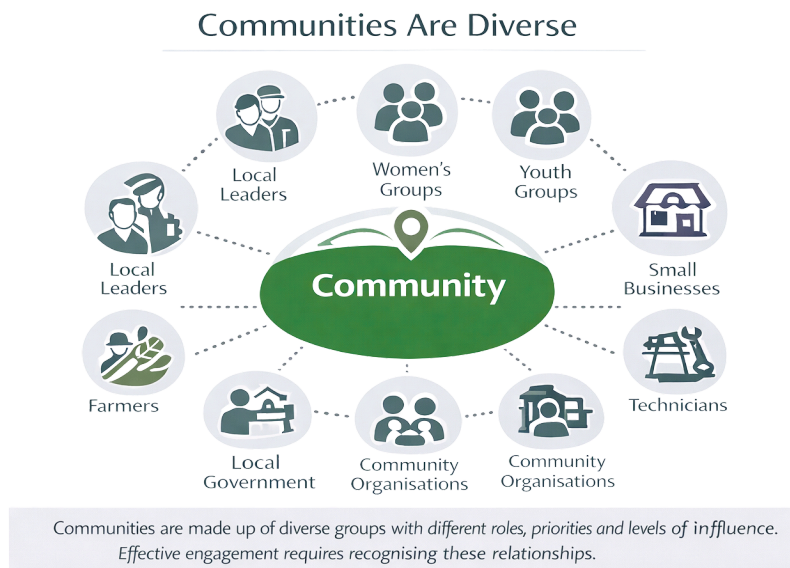 Communities Are Diverse
Local
Leaders
Women's
Groups
Youth
Groups
Local
Leaders
Small
Businesses
Community
Farmers
Technicians
Local
Government
Community
Organisations
Community
Organisations
Communities are made up of diverse groups with different roles, priorities and levels of inffluence.
Effective engagement requires recognising these relationships.